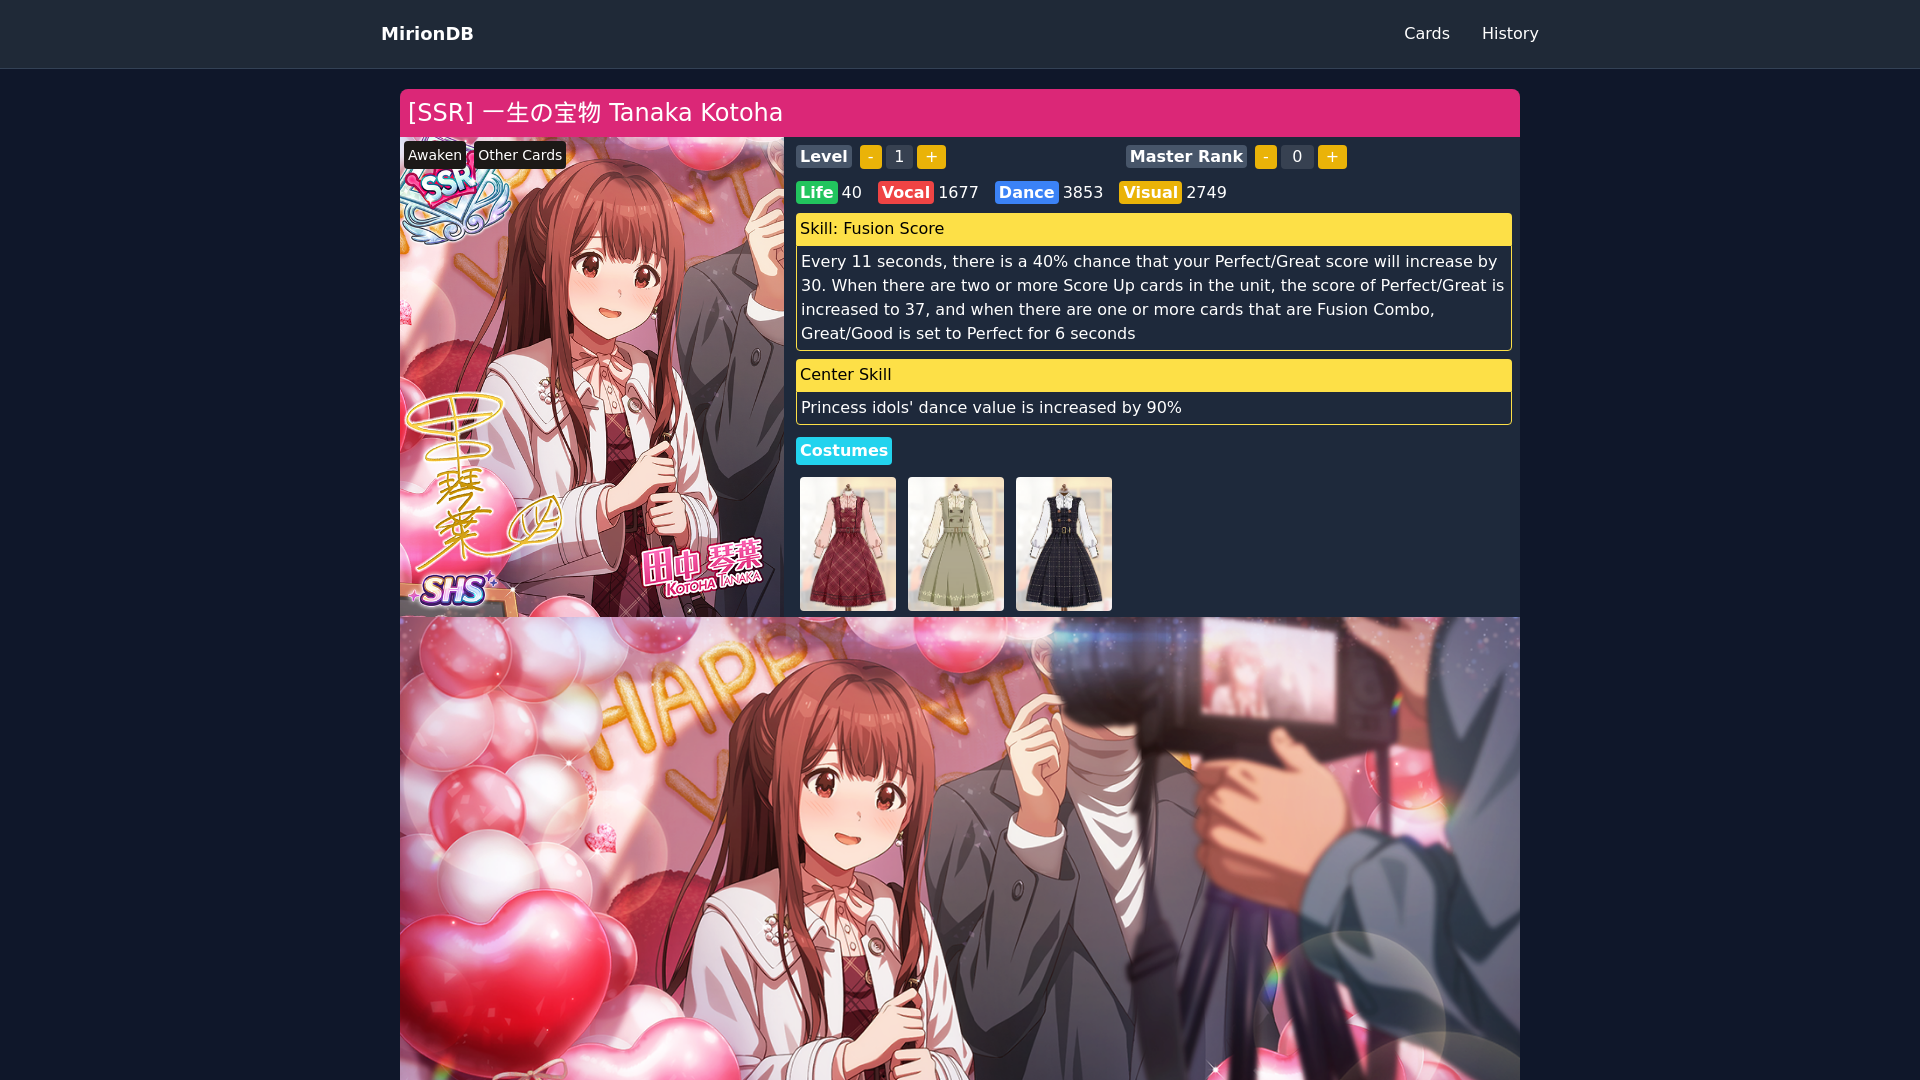 MirionDB
Cards
History
[SSR] 一生の宝物 Tanaka Kotoha
Awaken
Other Cards
SSR
SHS
田中 琴葉
KOTOHA TANAKA
Level - 1 +
Master Rank - 0 +
Life 40 Vocal 1677 Dance 3853 Visual 2749
Skill: Fusion Score
Every 11 seconds, there is a 40% chance that your Perfect/Great score will increase by
30. When there are two or more Score Up cards in the unit, the score of Perfect/Great is
increased to 37, and when there are one or more cards that are Fusion Combo,
Great/Good is set to Perfect for 6 seconds
Center Skill
Princess idols' dance value is increased by 90%
Costumes
HAPPY